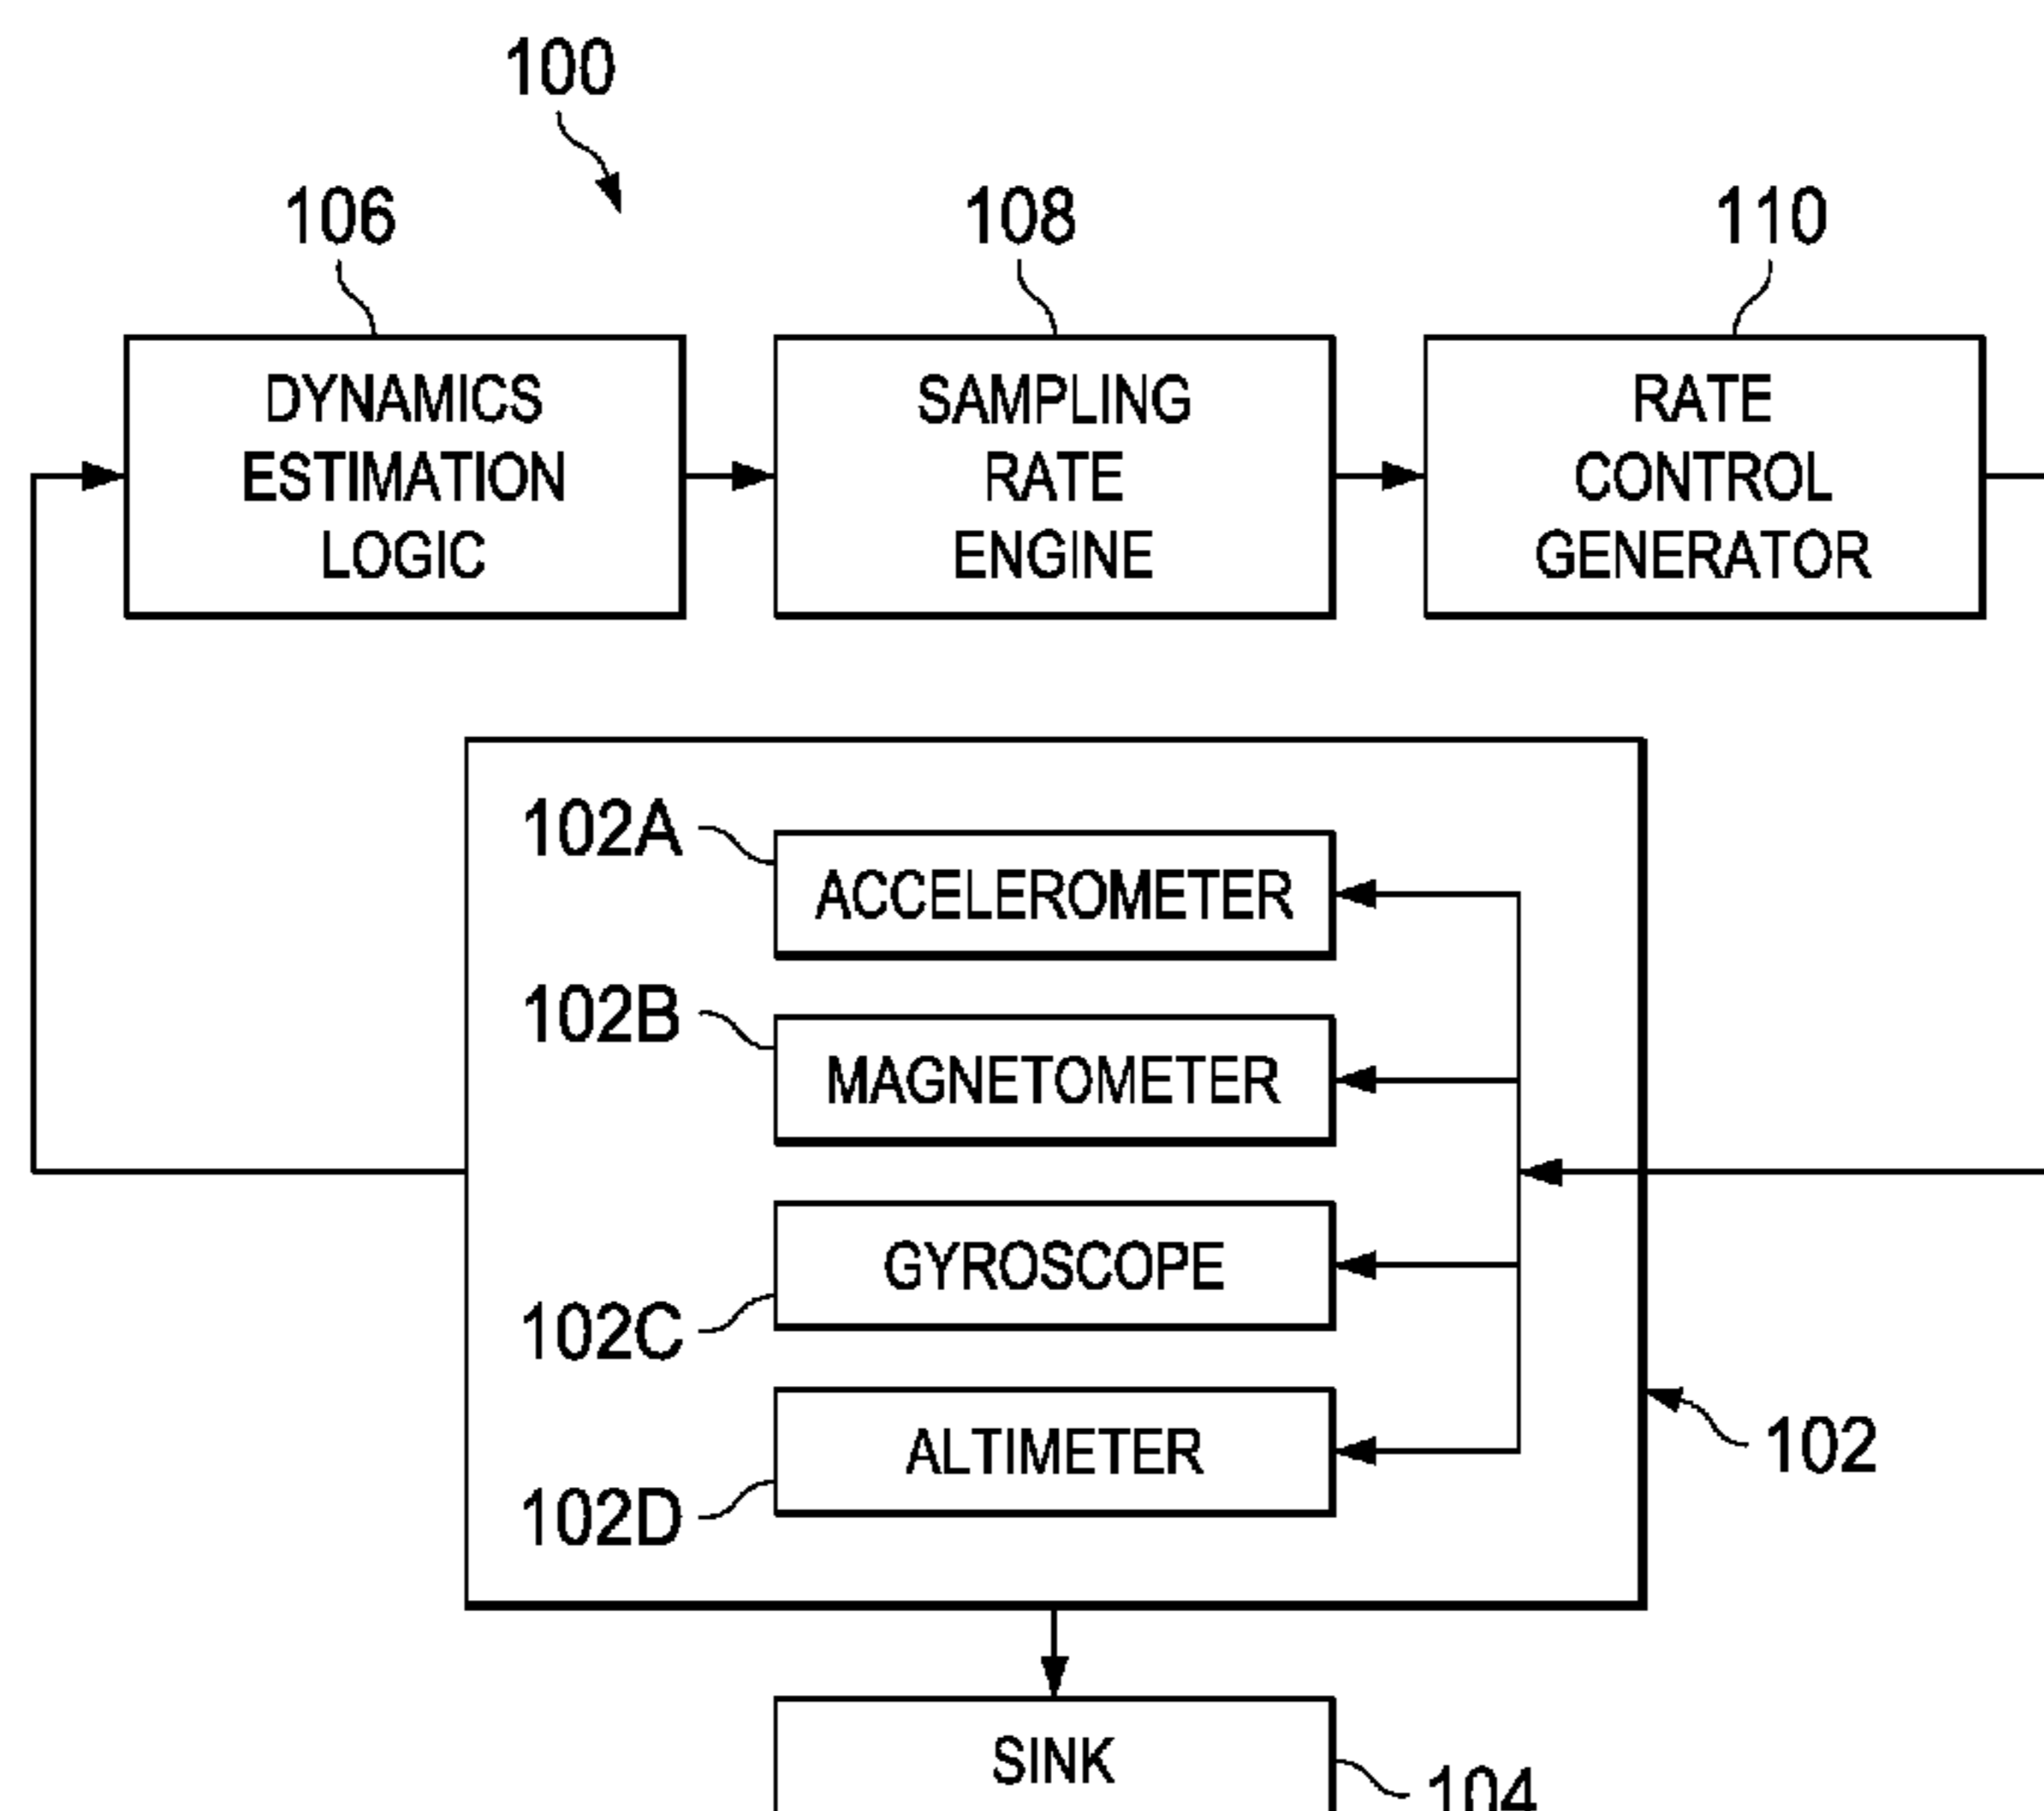 100
106
108
110
DYNAMICS
ESTIMATION
LOGIC
SAMPLING
RATE
ENGINE
RATE
CONTROL
GENERATOR
102A
ACCELEROMETER
102B
MAGNETOMETER
GYROSCOPE
102C
ALTIMETER
102
102D
SINK
104